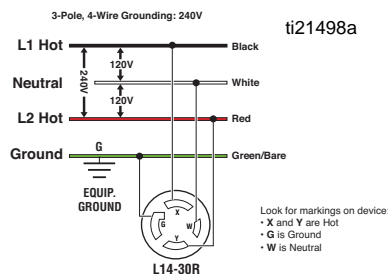 3-Pole, 4-Wire Grounding: 240V
ti21498a
L1 Hot
Black
120V
240V
Neutral
White
120V
L2 Hot
Red
Ground
G
Green/Bare
EQUIP.
GROUND
X
G
W
Y
L14-30R
Look for markings on device:
• X and Y are Hot
• G is Ground
• W is Neutral